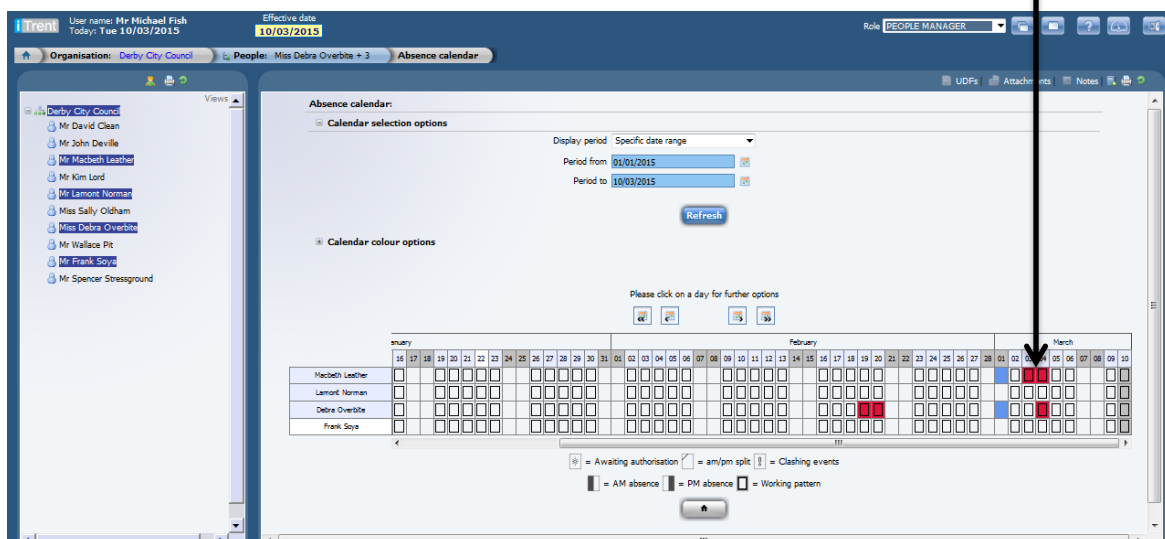 iTrent
User name: Mr Michael Fish
Today: Tue 10/03/2015
Effective date
10/03/2015
Role PEOPLE MANAGER
Organisation: Derby City Council
People: Miss Debra Overbite + 3
Absence calendar
UDFs Attachments Notes
Views
Derby City Council
Mr David Clean
Mr John Deville
Mr Macbeth Leather
Mr Kim Lord
Mr Lamont Norman
Miss Sally Oldham
Miss Debra Overbite
Mr Wallace Pit
Mr Frank Soya
Mr Spencer Stressground
Absence calendar:
Calendar selection options
Display period Specific date range
Period from 01/01/2015
Period to 10/03/2015
Refresh
Calendar colour options
Please click on a day for further options
anuary February March
16 17 18 19 20 21 22 23 24 25 26 27 28 29 30 31 01 02 03 04 05 06 07 08 09 10 11 12 13 14 15 16 17 18 19 20 21 22 23 24 25 26 27 28 01 02 03 04 05 06 07 08 09 10
Macbeth Leather
Lamont Norman
Debra Overbite
Frank Soya
= Awaiting authorisation = am/pm split = Clashing events
= AM absence = PM absence = Working pattern